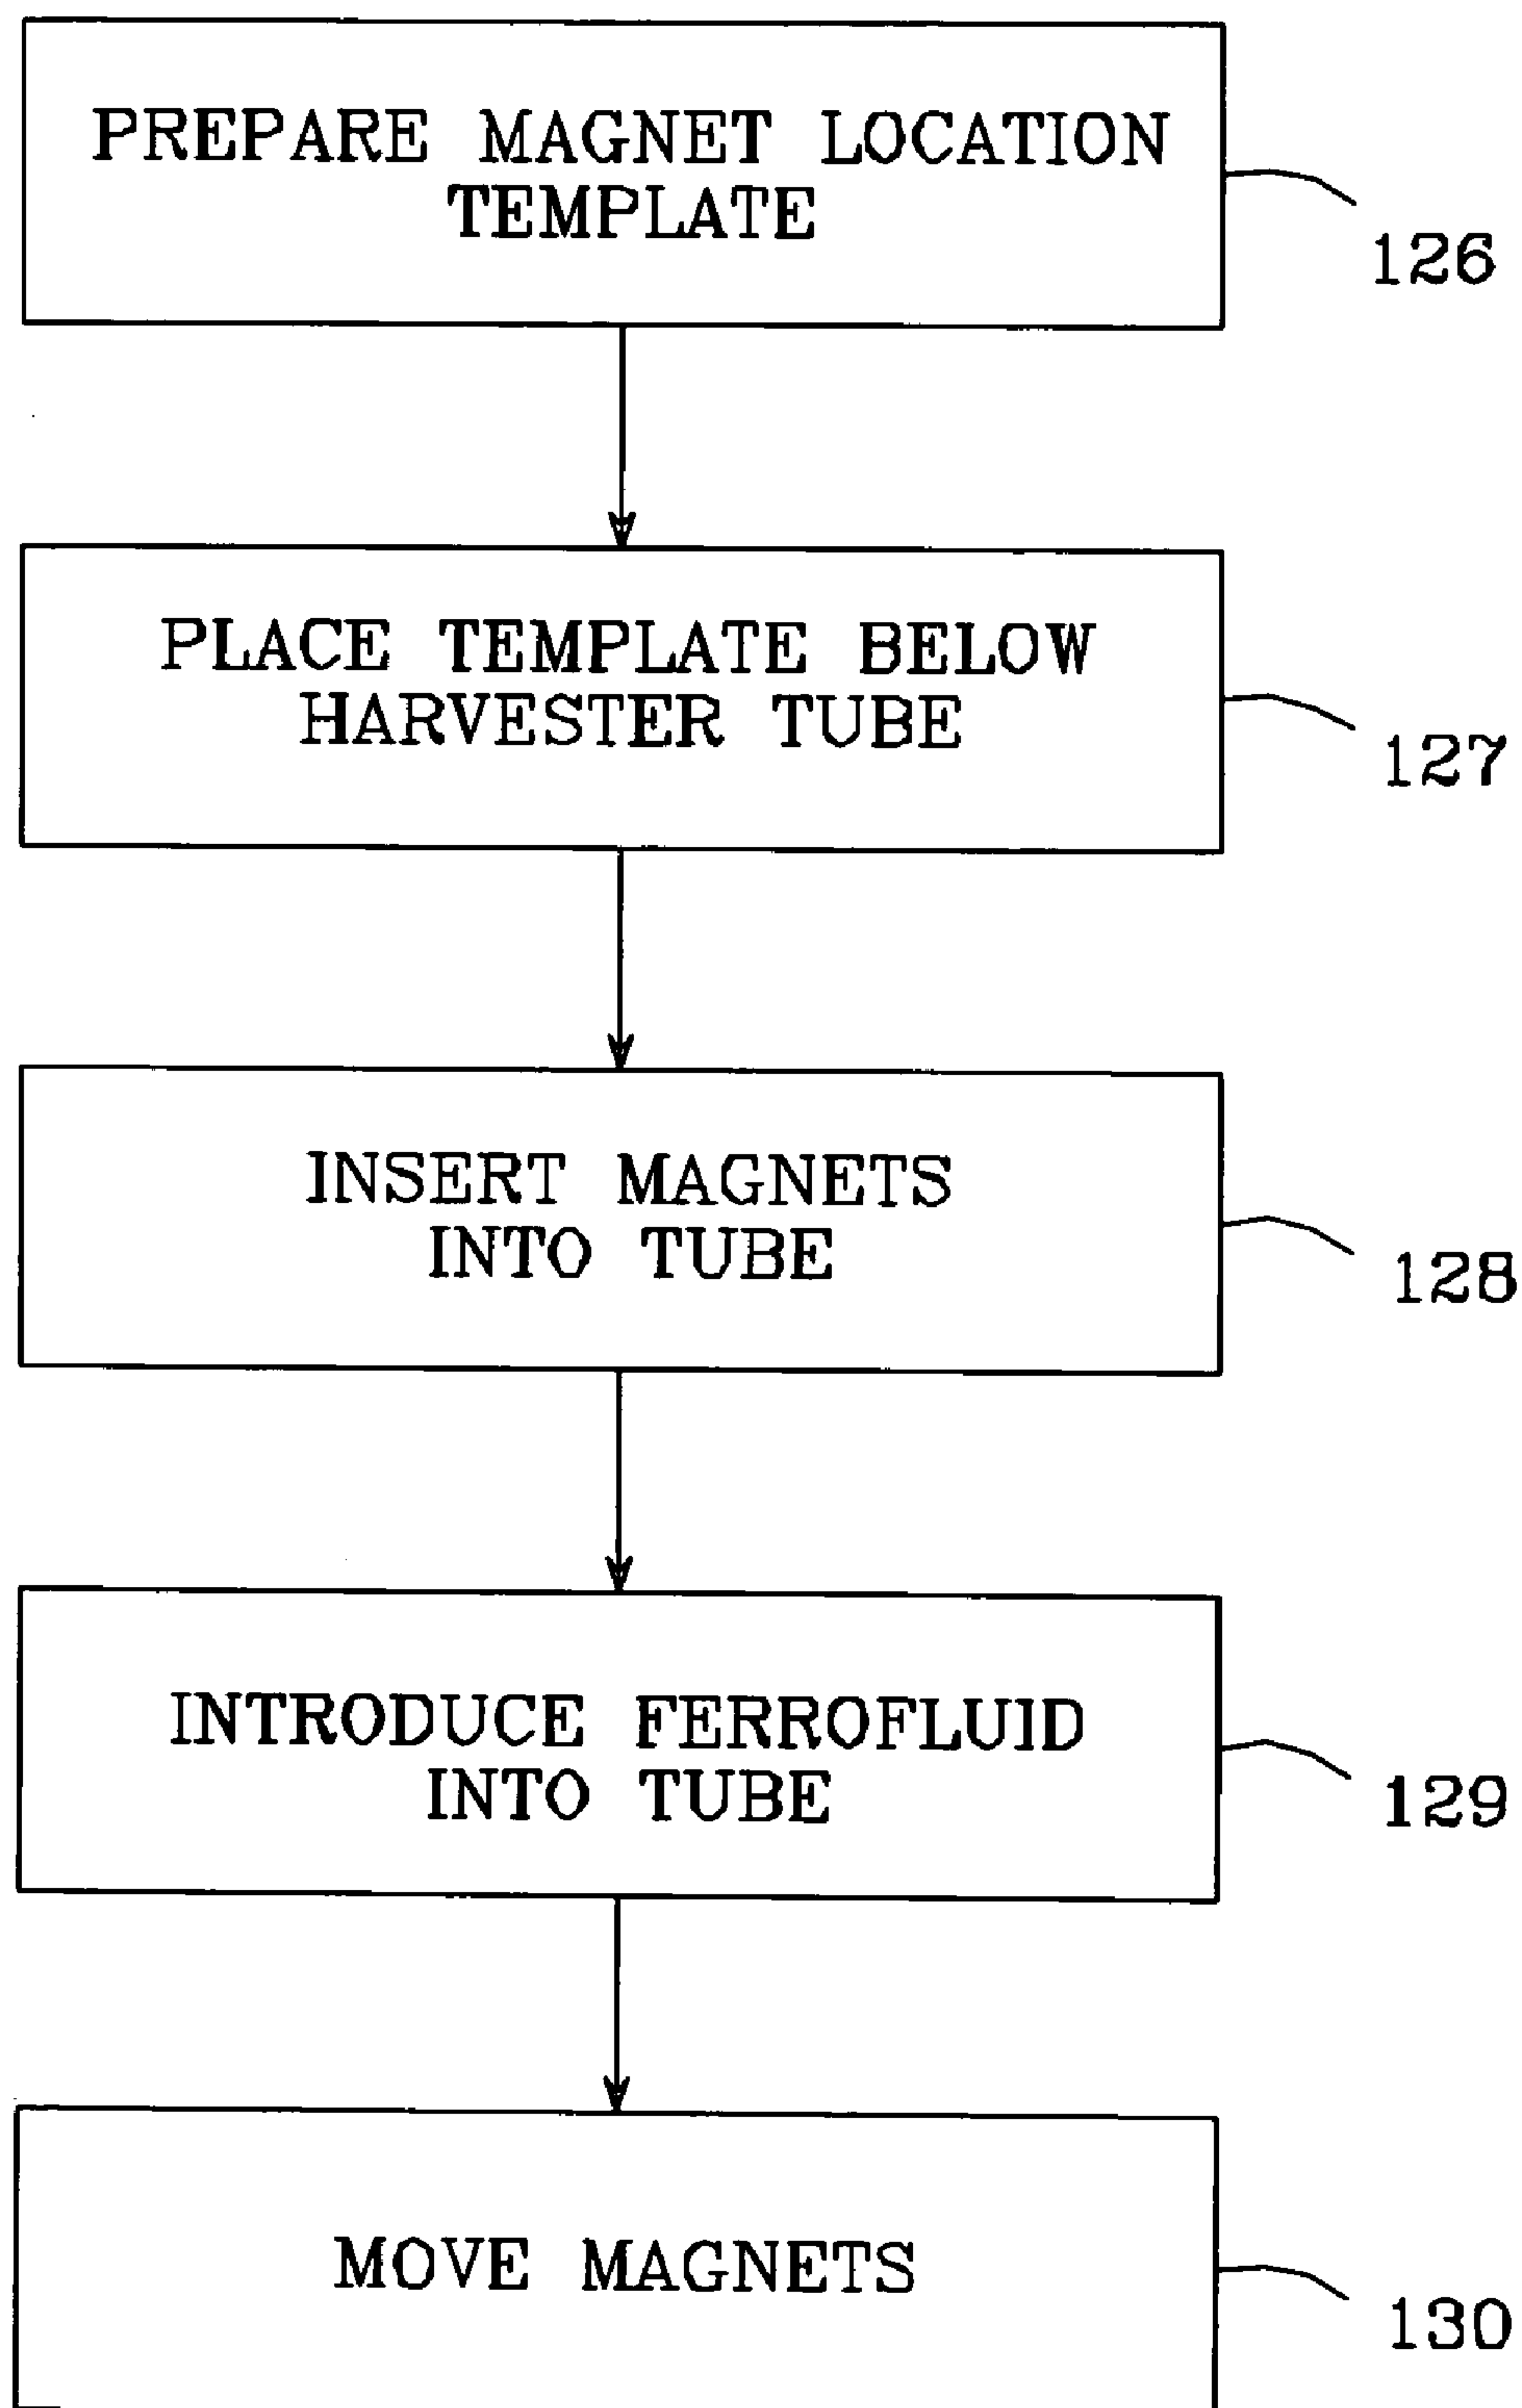 PREPARE MAGNET LOCATION
TEMPLATE
126
PLACE TEMPLATE BELOW
HARVESTER TUBE
127
INSERT MAGNETS
INTO TUBE
128
INTRODUCE FERROFLUID
INTO TUBE
129
MOVE MAGNETS
130